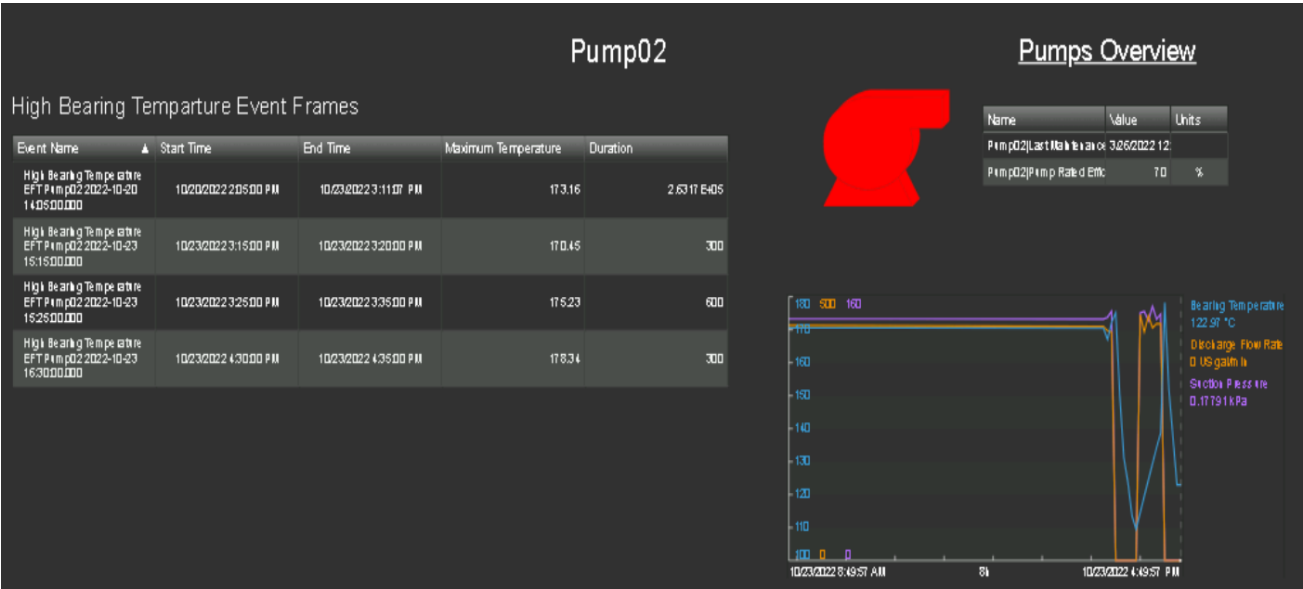 Pump02
Pumps Overview
High Bearing Temparture Event Frames
Event Name ▲ Start Time End Time Maximum Temperature Duration
High Bearing Temperature
EFT Pump02 2022-10-20
14:05:00.000
10/20/2022 2:05:00 PM 10/23/2022 3:11:07 PM 173.16 2.6317E+05
High Bearing Temperature
EFT Pump02 2022-10-23
15:15:00.000
10/23/2022 3:15:00 PM 10/23/2022 3:20:00 PM 170.45 300
High Bearing Temperature
EFT Pump02 2022-10-23
15:25:00.000
10/23/2022 3:25:00 PM 10/23/2022 3:35:00 PM 175.23 600
High Bearing Temperature
EFT Pump02 2022-10-23
16:30:00.000
10/23/2022 4:30:00 PM 10/23/2022 4:35:00 PM 178.34 300
Name Value Units
Pump02|Last Maintenance 3/26/2022 12:
Pump02|Pump Rated Effic 70 %
180 500 160
170
160
150
140
130
120
110
100 0 0
10/23/2022 8:49:57 AM 8h 10/23/2022 4:49:57 PM
Bearing Temperature
122.97 °C
Discharge Flow Rate
0 US gal/min
Suction Pressure
0.17791 kPa